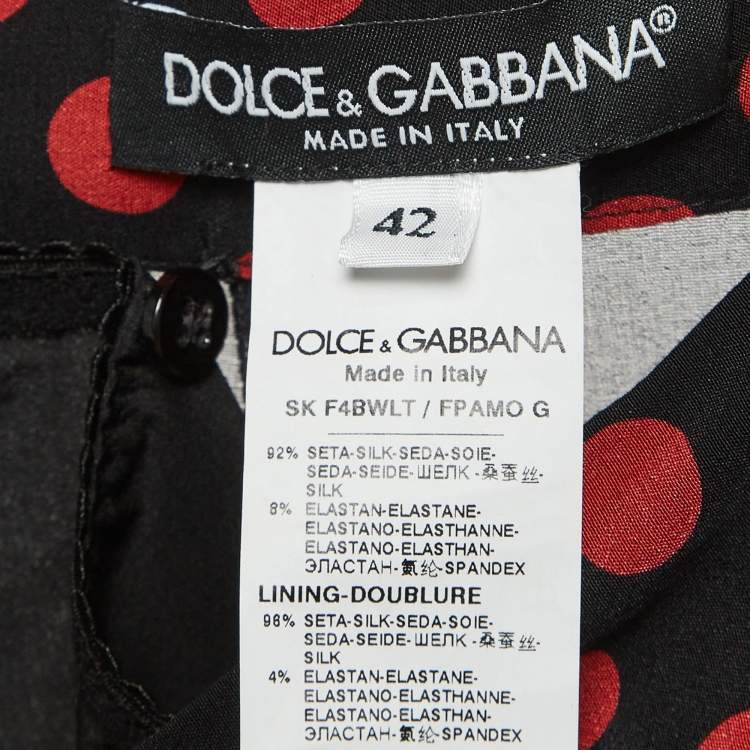 DOLCE & GABBANA®
MADE IN ITALY
42
DOLCE & GABBANA
Made in Italy
SK F4BWLT / FPAMO G
92% SETA-SILK-SEDA-SOIE-
SEDA-SEIDE-ШЕЛК -桑蚕丝-
SILK
8% ELASTAN-ELASTANE-
ELASTANO-ELASTHANNE-
ELASTANO-ELASTHAN-
ЭЛАСТАН-氨纶-SPANDEX
LINING-DOUBLURE
96% SETA-SILK-SEDA-SOIE-
SEDA-SEIDE-ШЕЛК -桑蚕丝-
SILK
4% ELASTAN-ELASTANE-
ELASTANO-ELASTHANNE-
ELASTANO-ELASTHAN-
ЭЛАСТАН-氨纶-SPANDEX